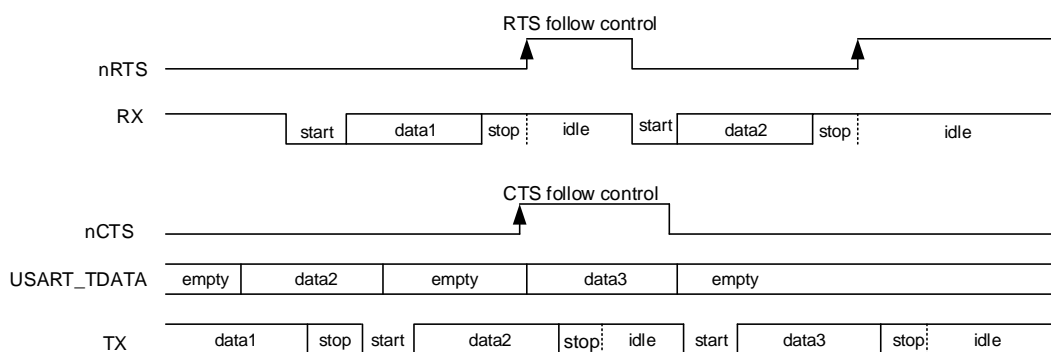 RTS follow control
nRTS
RX start data1 stop idle start data2 stop idle
CTS follow control
nCTS
USART_TDATA empty data2 empty data3 empty
TX data1 stop start data2 stop idle start data3 stop idle